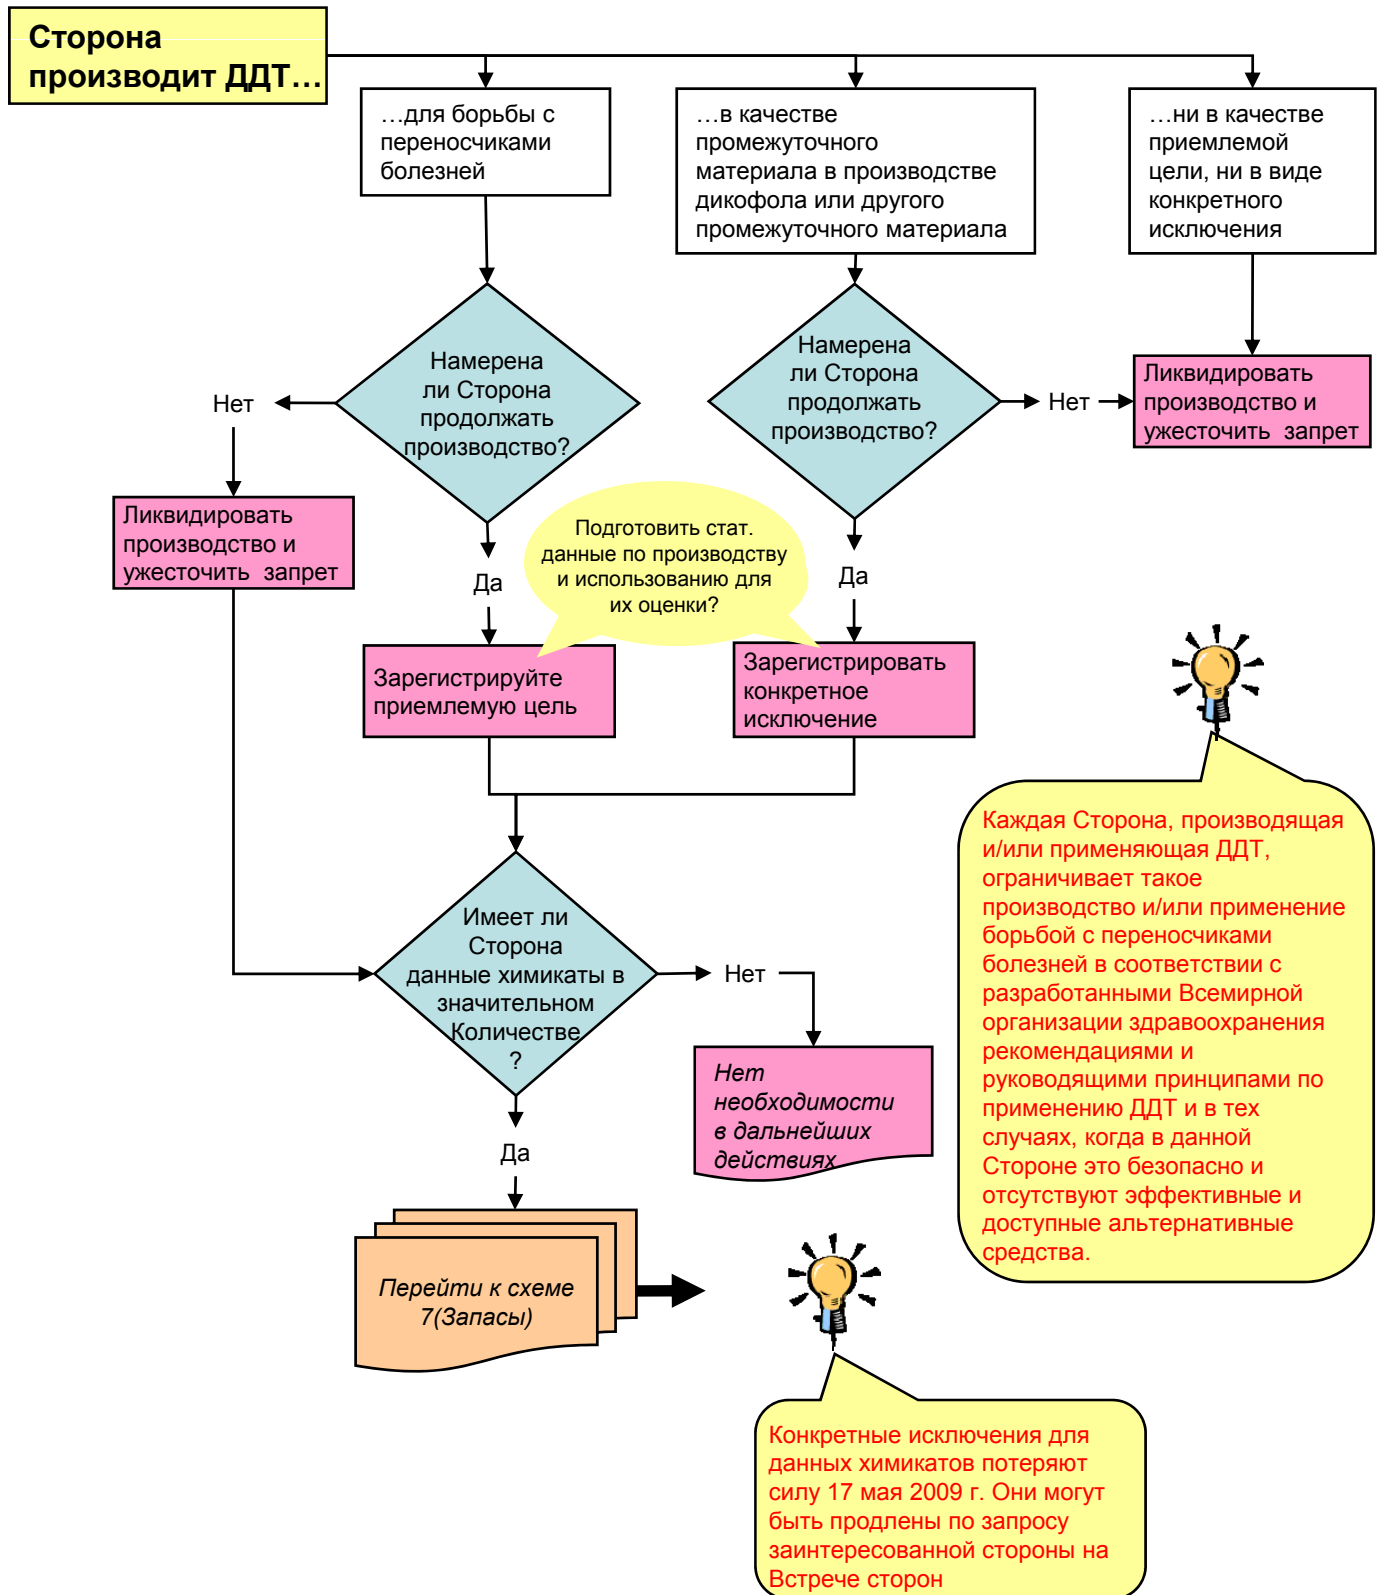 Сторона
производит ДДТ…
…для борьбы с
переносчиками
болезней
…в качестве
промежуточного
материала в производстве
дикофола или другого
промежуточного материала
…ни в качестве
приемлемой
цели, ни в виде
конкретного
исключения
Намерена
ли Сторона
продолжать
производство?
Намерена
ли Сторона
продолжать
производство?
Нет
Нет
Ликвидировать
производство и
ужесточить запрет
Ликвидировать
производство и
ужесточить запрет
Подготовить стат.
данные по производству
и использованию для
их оценки?
Да
Да
Зарегистрируйте
приемлемую цель
Зарегистрировать
конкретное
исключение
Имеет ли
Сторона
данные химикаты в
значительном
Количестве
?
Нет
Нет
необходимости
в дальнейших
действиях
Да
Перейти к схеме
7(Запасы)
Каждая Сторона, производящая
и/или применяющая ДДТ,
ограничивает такое
производство и/или применение
борьбой с переносчиками
болезней в соответствии с
разработанными Всемирной
организации здравоохранения
рекомендациями и
руководящими принципами по
применению ДДТ и в тех
случаях, когда в данной
Стороне это безопасно и
отсутствуют эффективные и
доступные альтернативные
средства.
Конкретные исключения для
данных химикатов потеряют
силу 17 мая 2009 г. Они могут
быть продлены по запросу
заинтересованной стороны на
Встрече сторон